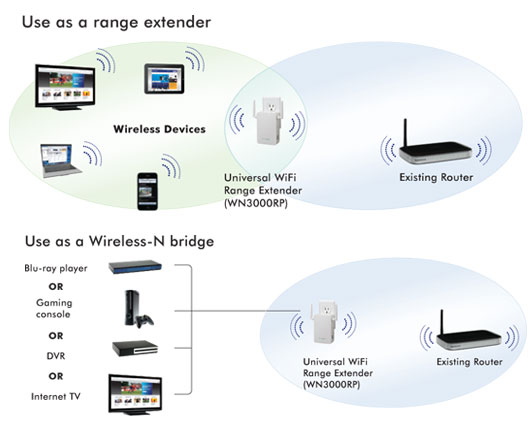 Use as a range extender
Wireless Devices
Universal WiFi
Range Extender
(WN3000RP)
Existing Router
Use as a Wireless-N bridge
Blu-ray player
OR
Gaming
console
OR
DVR
OR
Internet TV
Universal WiFi
Range Extender
(WN3000RP)
Existing Router